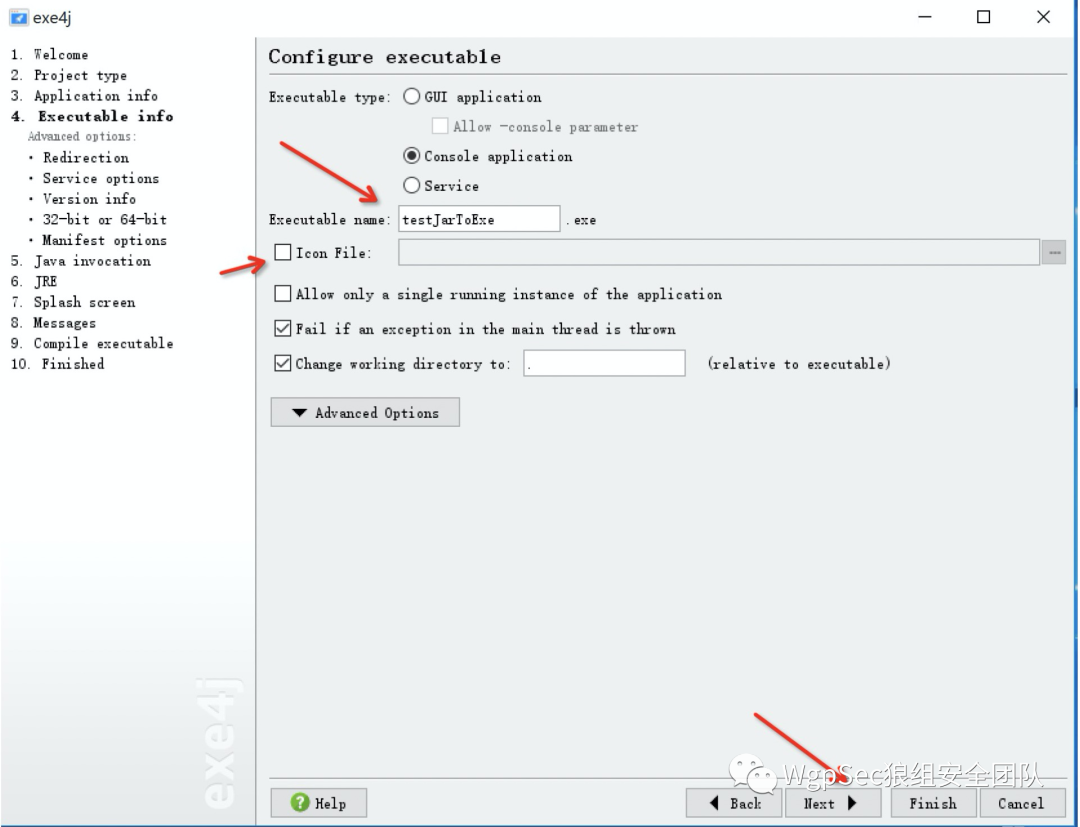 exe4j
1. Welcome
2. Project type
3. Application info
4. Executable info
Advanced options:
• Redirection
• Service options
• Version info
• 32-bit or 64-bit
• Manifest options
5. Java invocation
6. JRE
7. Splash screen
8. Messages
9. Compile executable
10. Finished
exe4j
Configure executable
Executable type: GUI application
Allow -console parameter
Console application
Service
Executable name: testJarToExe .exe
Icon File: ...
Allow only a single running instance of the application
Fail if an exception in the main thread is thrown
Change working directory to: . (relative to executable)
Advanced Options
WgpSec狼组安全团队
Help Back Next Finish Cancel